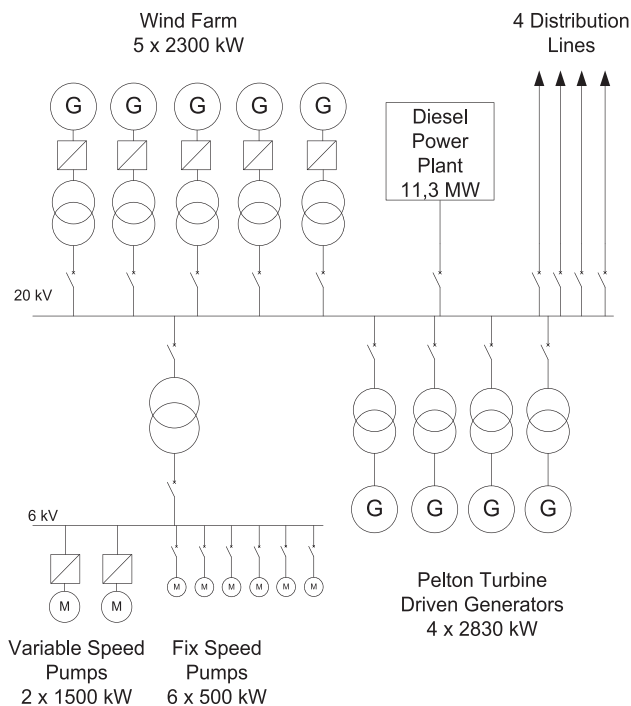 Wind Farm
5 x 2300 kW
4 Distribution
Lines
G G G G G
Diesel
Power
Plant
11,3 MW
20 kV
6 kV
G G G G
M M M M M M M M
Pelton Turbine
Driven Generators
4 x 2830 kW
Variable Speed
Pumps
2 x 1500 kW
Fix Speed
Pumps
6 x 500 kW